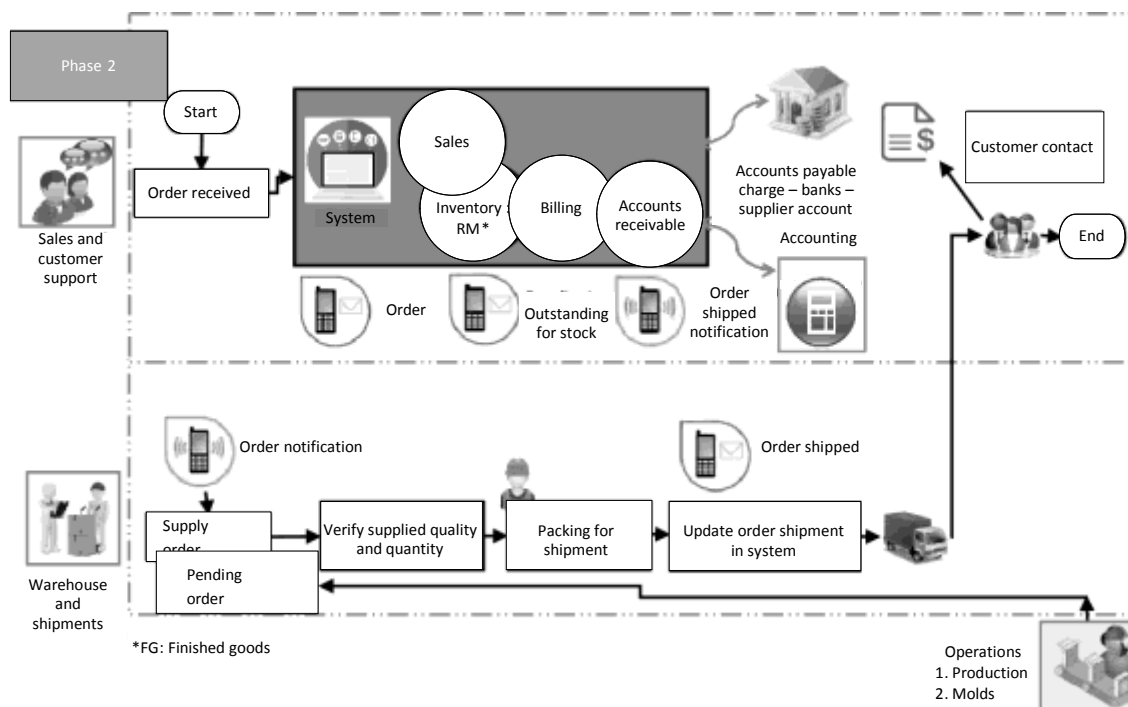 Phase 2
Start
Order received
Sales and
customer
support
System
Sales
Inventory
RM*
Billing
Accounts
receivable
Accounts payable
charge – banks –
supplier account
Accounting
$
Customer contact
End
Order
Outstanding
for stock
Order
shipped
notification
Order notification
Order shipped
Supply
order
Verify supplied quality
and quantity
Packing for
shipment
Update order shipment
in system
Pending
order
Warehouse
and
shipments
*FG: Finished goods
Operations
1. Production
2. Molds